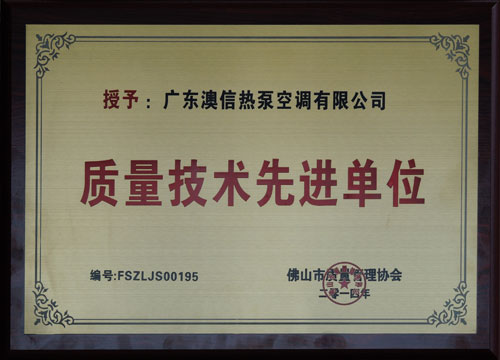 授予：广东澳信热泵空调有限公司
质量技术先进单位
编号:FSZLJS00195
佛山市质量管理协会
二零一四年